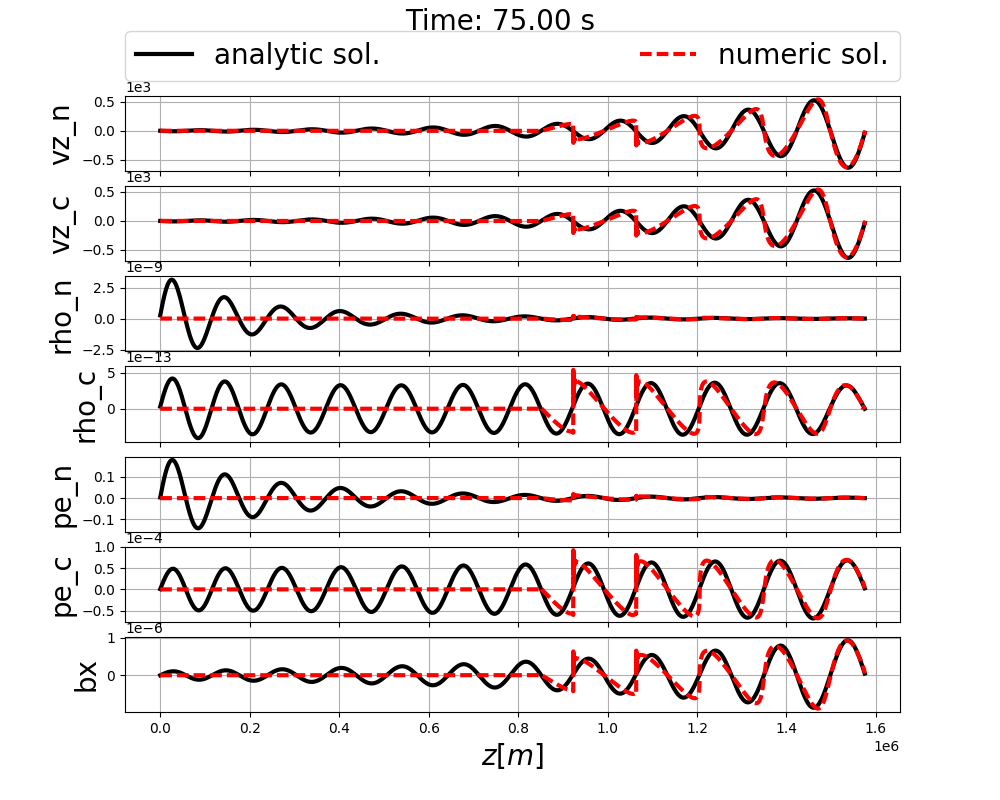 Time: 75.00 s
analytic sol.
numeric sol.
1e3
vz_n
0.5
0.0
−0.5
1e3
vz_c
0.5
0.0
−0.5
1e−9
rho_n
2.5
0.0
−2.5
1e−13
rho_c
5
0
pe_n
0.1
0.0
−0.1
1e−4
pe_c
1.0
0.5
0.0
−0.5
1e−6
bx
1
0
0.0 0.2 0.4 0.6 0.8 1.0 1.2 1.4 1.6
1e6
z[m]